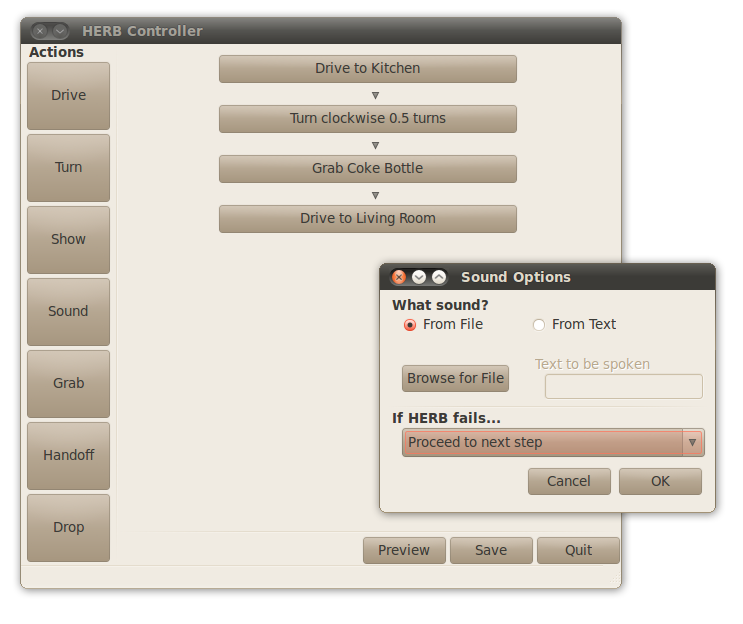 HERB Controller
Actions
Drive
Turn
Show
Sound
Grab
Handoff
Drop
Drive to Kitchen
Turn clockwise 0.5 turns
Grab Coke Bottle
Drive to Living Room
Preview Save Quit
Sound Options
What sound?
From File From Text
Text to be spoken
Browse for File
If HERB fails...
Proceed to next step
Cancel OK